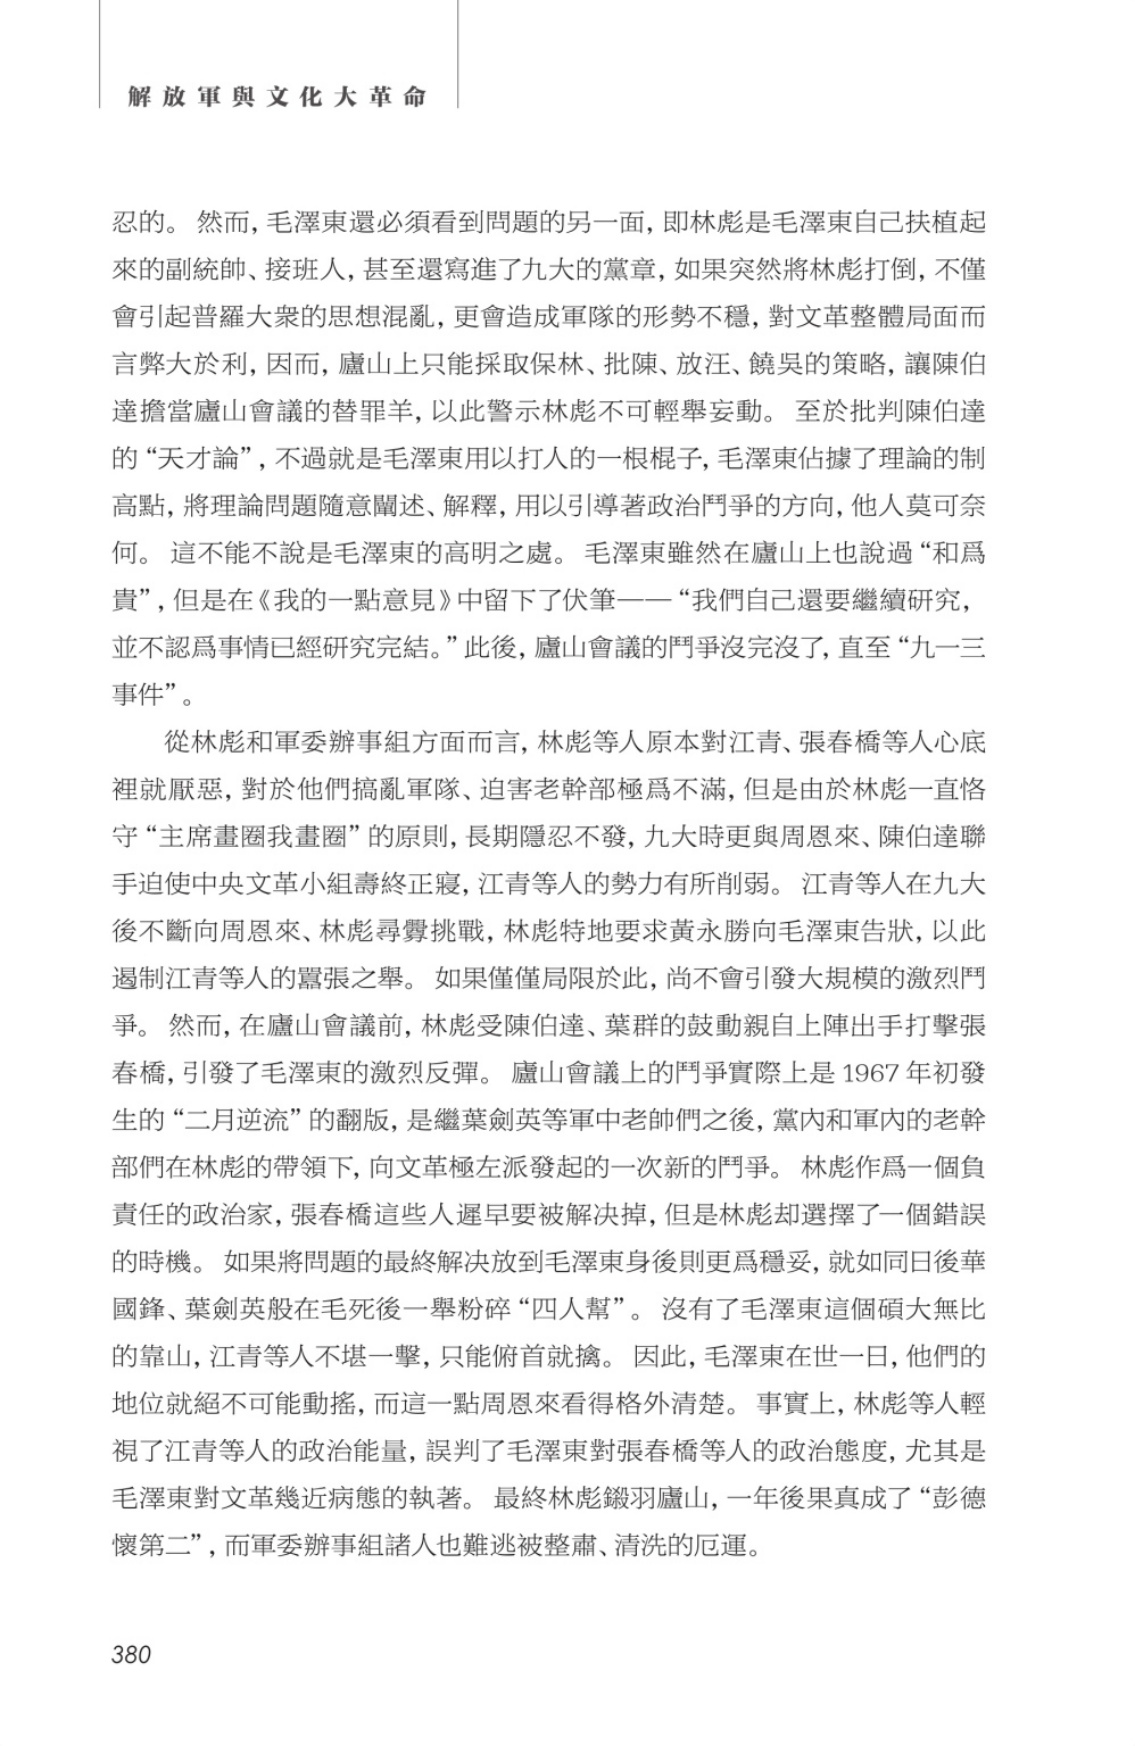 解放軍與文化大革命
忍的。 然而, 毛澤東還必須看到問題的另一面, 即林彪是毛澤東自己扶植起
來的副統帥、接班人, 甚至還寫進了九大的黨章, 如果突然將林彪打倒, 不僅
會引起普羅大衆的思想混亂, 更會造成軍隊的形勢不穩, 對文革整體局面而
言弊大於利, 因而, 廬山上只能採取保林、批陳、放汪、饒吳的策略, 讓陳伯
達擔當廬山會議的替罪羊, 以此警示林彪不可輕舉妄動。 至於批判陳伯達
的 “天才論” , 不過就是毛澤東用以打人的一根棍子, 毛澤東佔據了理論的制
高點, 將理論問題隨意闡述、解釋, 用以引導著政治鬥爭的方向, 他人莫可奈
何。 這不能不說是毛澤東的高明之處。 毛澤東雖然在廬山上也說過 “和爲
貴” , 但是在《我的一點意見》中留下了伏筆—— “我們自己還要繼續研究,
並不認爲事情已經研究完結。” 此後, 廬山會議的鬥爭沒完沒了, 直至 “九一三
事件” 。
從林彪和軍委辦事組方面而言, 林彪等人原本對江青、張春橋等人心底
裡就厭惡, 對於他們搞亂軍隊、迫害老幹部極爲不滿, 但是由於林彪一直恪
守 “主席畫圈我畫圈” 的原則, 長期隱忍不發, 九大時更與周恩來、陳伯達聯
手迫使中央文革小組壽終正寢, 江青等人的勢力有所削弱。 江青等人在九大
後不斷向周恩來、林彪尋釁挑戰, 林彪特地要求黃永勝向毛澤東告狀, 以此
遏制江青等人的囂張之舉。 如果僅僅局限於此, 尚不會引發大規模的激烈鬥
爭。 然而, 在廬山會議前, 林彪受陳伯達、葉群的鼓動親自上陣出手打擊張
春橋, 引發了毛澤東的激烈反彈。 廬山會議上的鬥爭實際上是 1967 年初發
生的 “二月逆流” 的翻版, 是繼葉劍英等軍中老帥們之後, 黨內和軍內的老幹
部們在林彪的帶領下, 向文革極左派發起的一次新的鬥爭。 林彪作爲一個負
責任的政治家, 張春橋這些人遲早要被解决掉, 但是林彪却選擇了一個錯誤
的時機。 如果將問題的最終解决放到毛澤東身後則更爲穩妥, 就如同日後華
國鋒、葉劍英般在毛死後一舉粉碎 “四人幫” 。 沒有了毛澤東這個碩大無比
的靠山, 江青等人不堪一擊, 只能俯首就擒。 因此, 毛澤東在世一日, 他們的
地位就絕不可能動搖, 而這一點周恩來看得格外清楚。 事實上, 林彪等人輕
視了江青等人的政治能量, 誤判了毛澤東對張春橋等人的政治態度, 尤其是
毛澤東對文革幾近病態的執著。 最終林彪鎩羽廬山, 一年後果真成了 “彭德
懷第二” , 而軍委辦事組諸人也難逃被整肅、清洗的厄運。
380